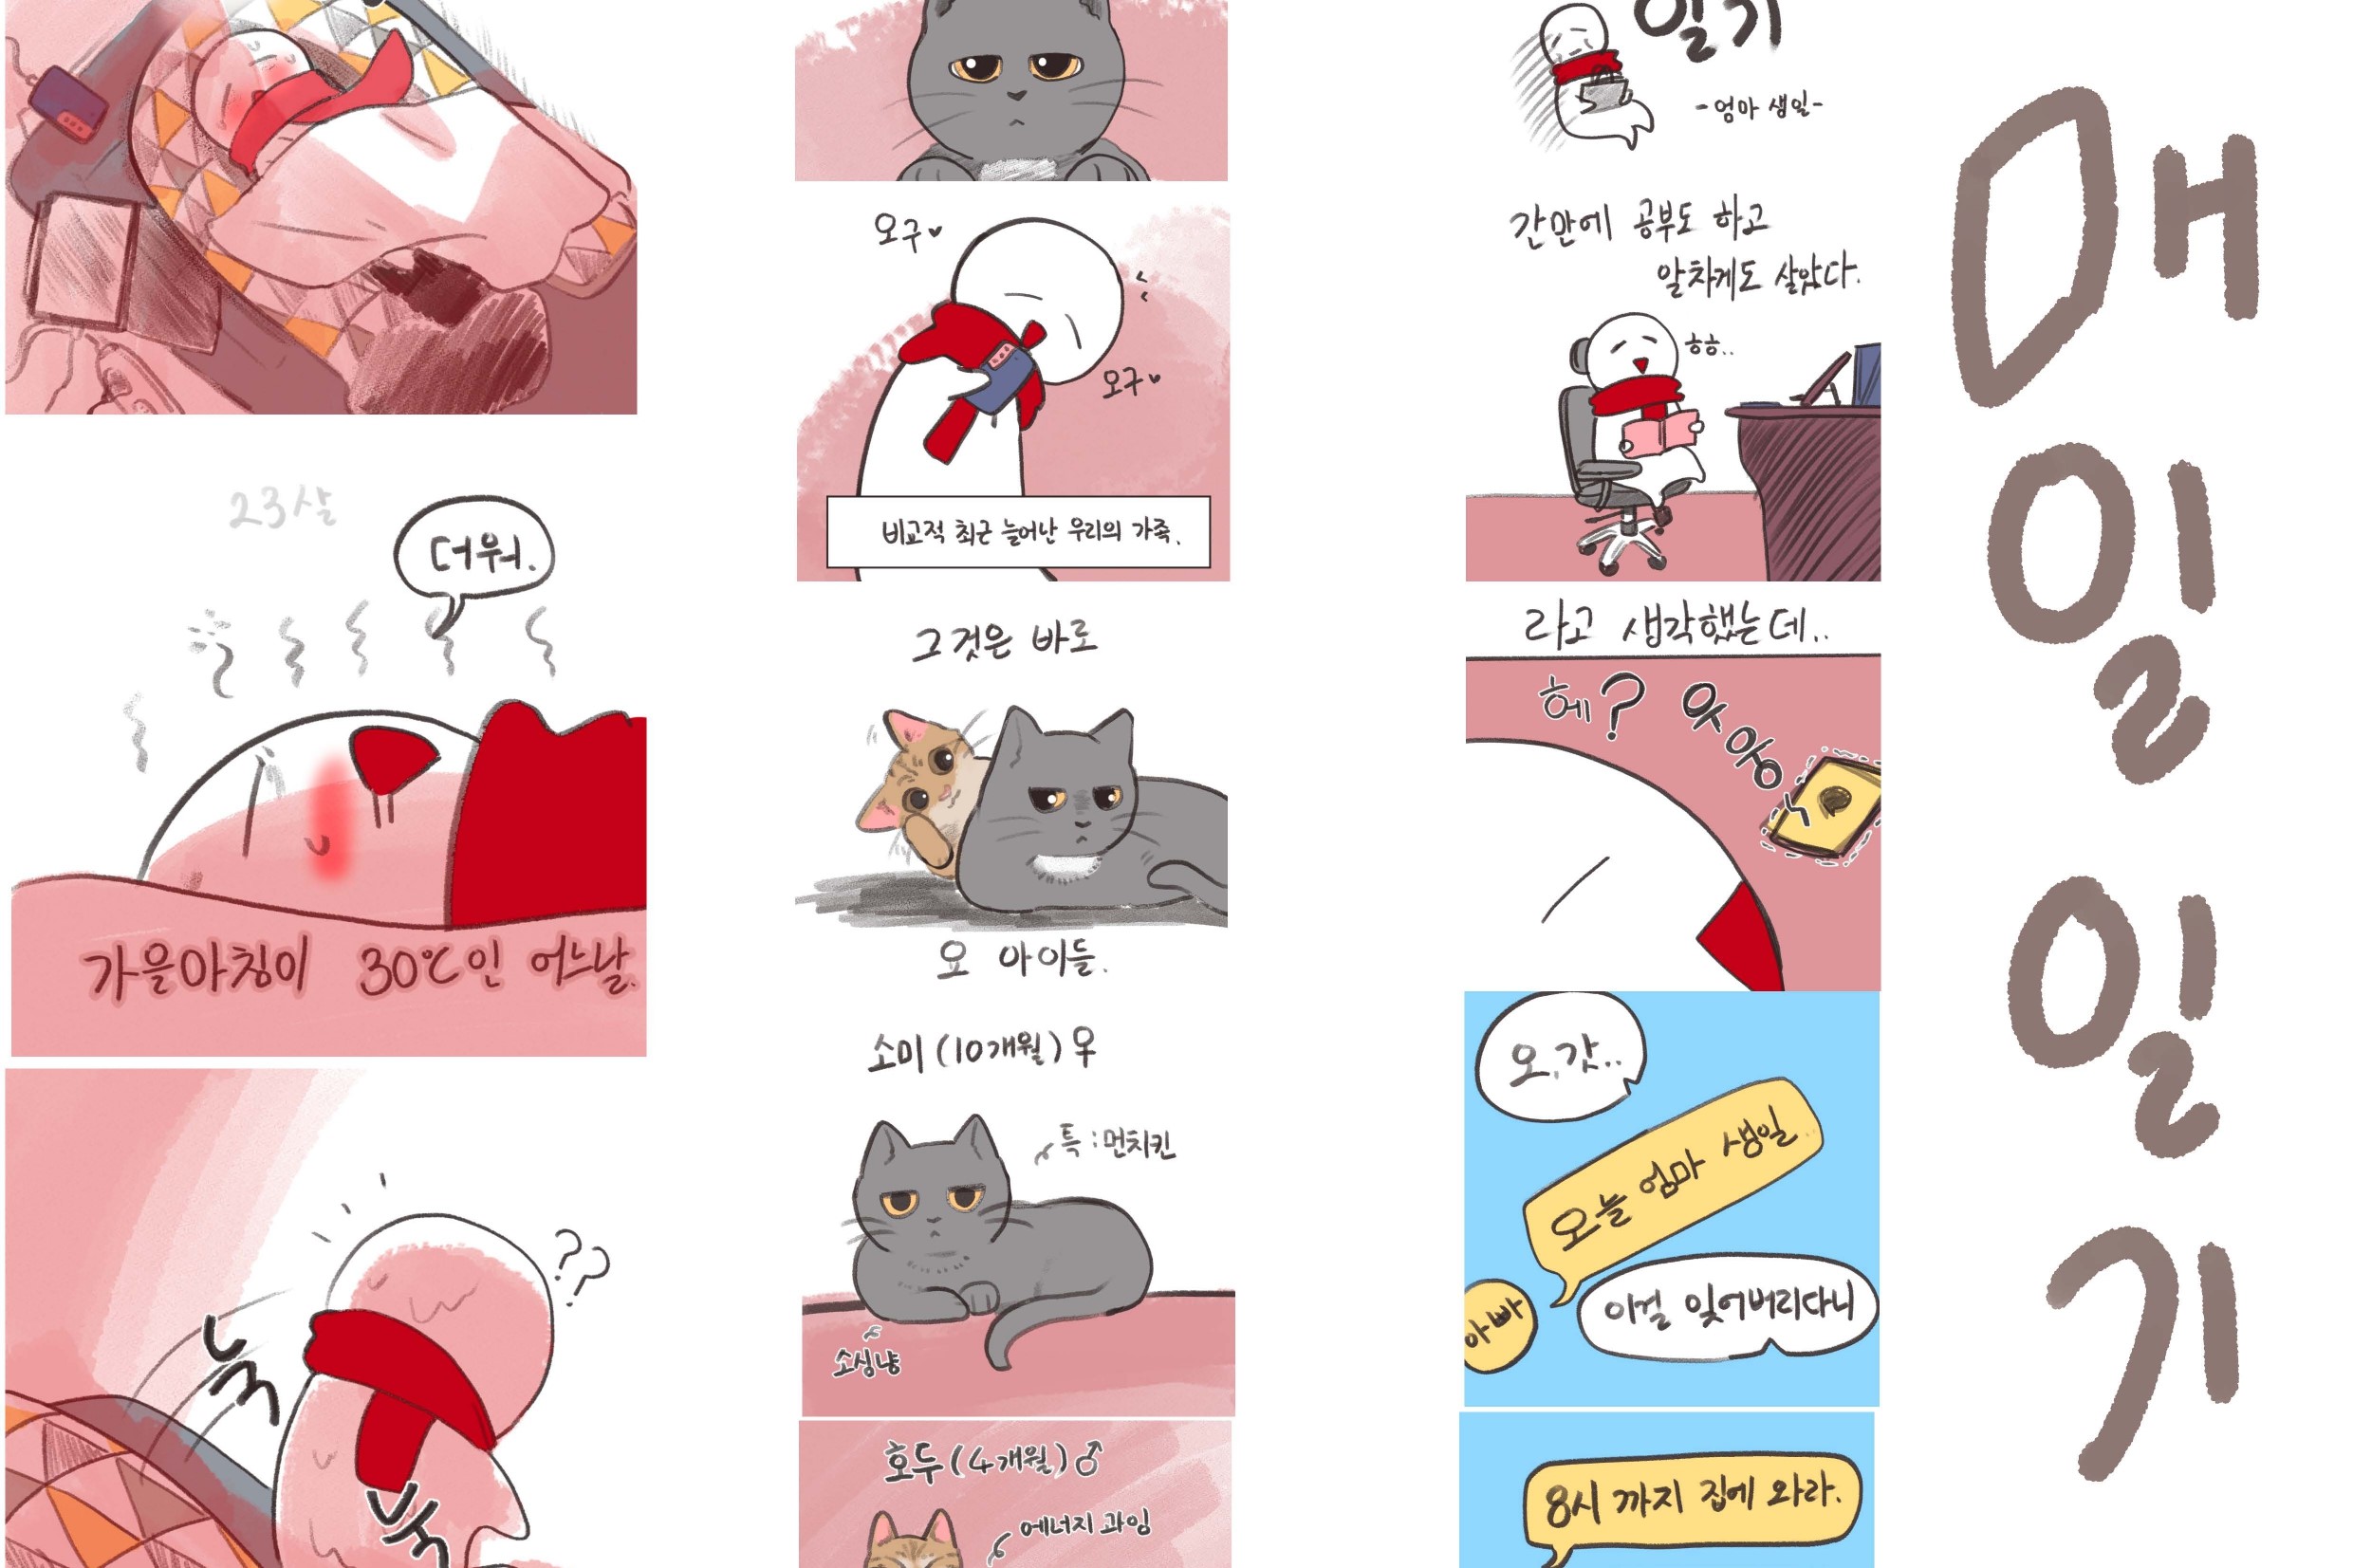 23살
더워.
가을아침이 30℃인 어느날.
눅
눅
??
오구♥
오구♥
비교적 최근 늘어난 우리의 가족.
그것은 바로
요 아이들.
소미 (10개월) ♀
특 : 먼치킨
소심냥
호두 (4개월) ♂
에너지 과잉
일기
-엄마 생일-
간만에 공부도 하고
알차게도 살았다.
흐흐..
라고 생각했는데..
헤?
우웅~
오, 갓..
오늘 엄마 생일..
아빠
이걸 잊어버리다니
8시 까지 집에 와라.
매일일기